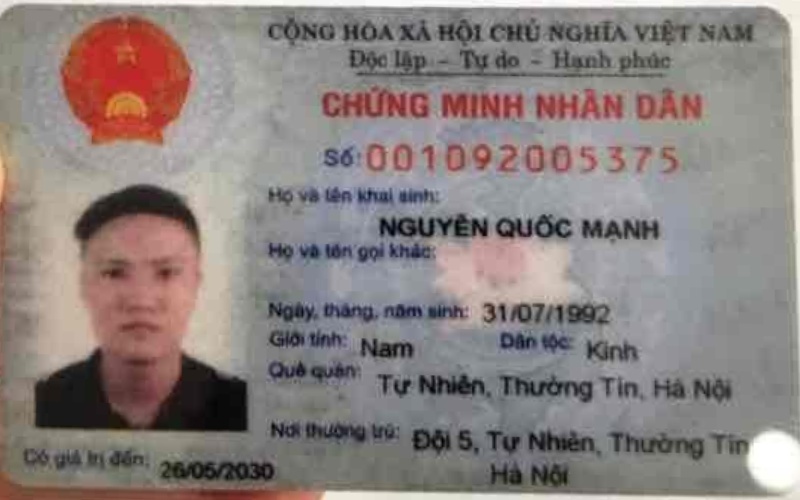 CỘNG HÒA XÃ HỘI CHỦ NGHĨA VIỆT NAM
Độc lập - Tự do - Hạnh phúc
CHỨNG MINH NHÂN DÂN
Số: 001092005375
Họ và tên khai sinh:
NGUYỄN QUỐC MẠNH
Họ và tên gọi khác:
Ngày, tháng, năm sinh: 31/07/1992
Giới tính: Nam Dân tộc: Kinh
Quê quán: Tự Nhiên, Thường Tín, Hà Nội
Nơi thường trú: Đội 5, Tự Nhiên, Thường Tín
Hà Nội
Có giá trị đến: 26/05/2030